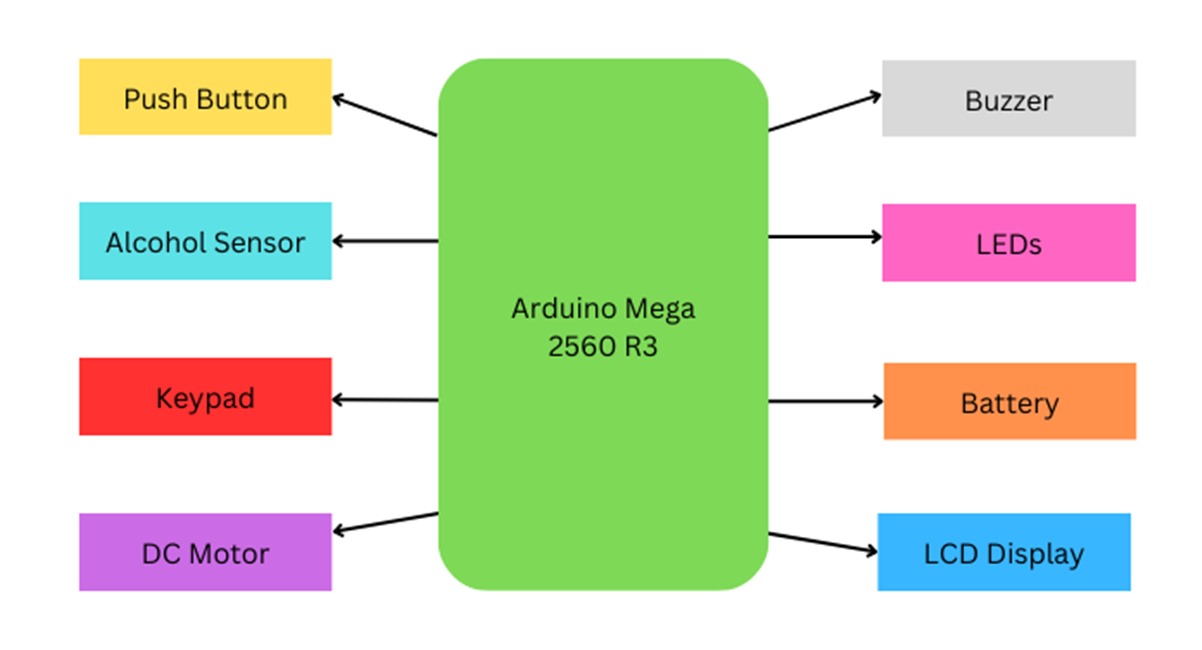 Push Button
Alcohol Sensor
Keypad
DC Motor
Arduino Mega
2560 R3
Buzzer
LEDs
Battery
LCD Display